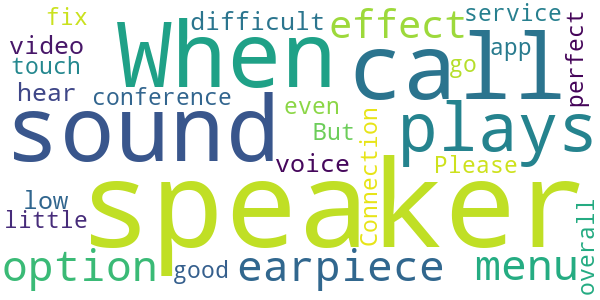 fix
difficult
effect
service
video
When
call
app
perfect
touch
go
hear
conference
even
sound
But
plays
voice
Connection
Please
low
speaker
little
overall
option
good
earpiece
menu